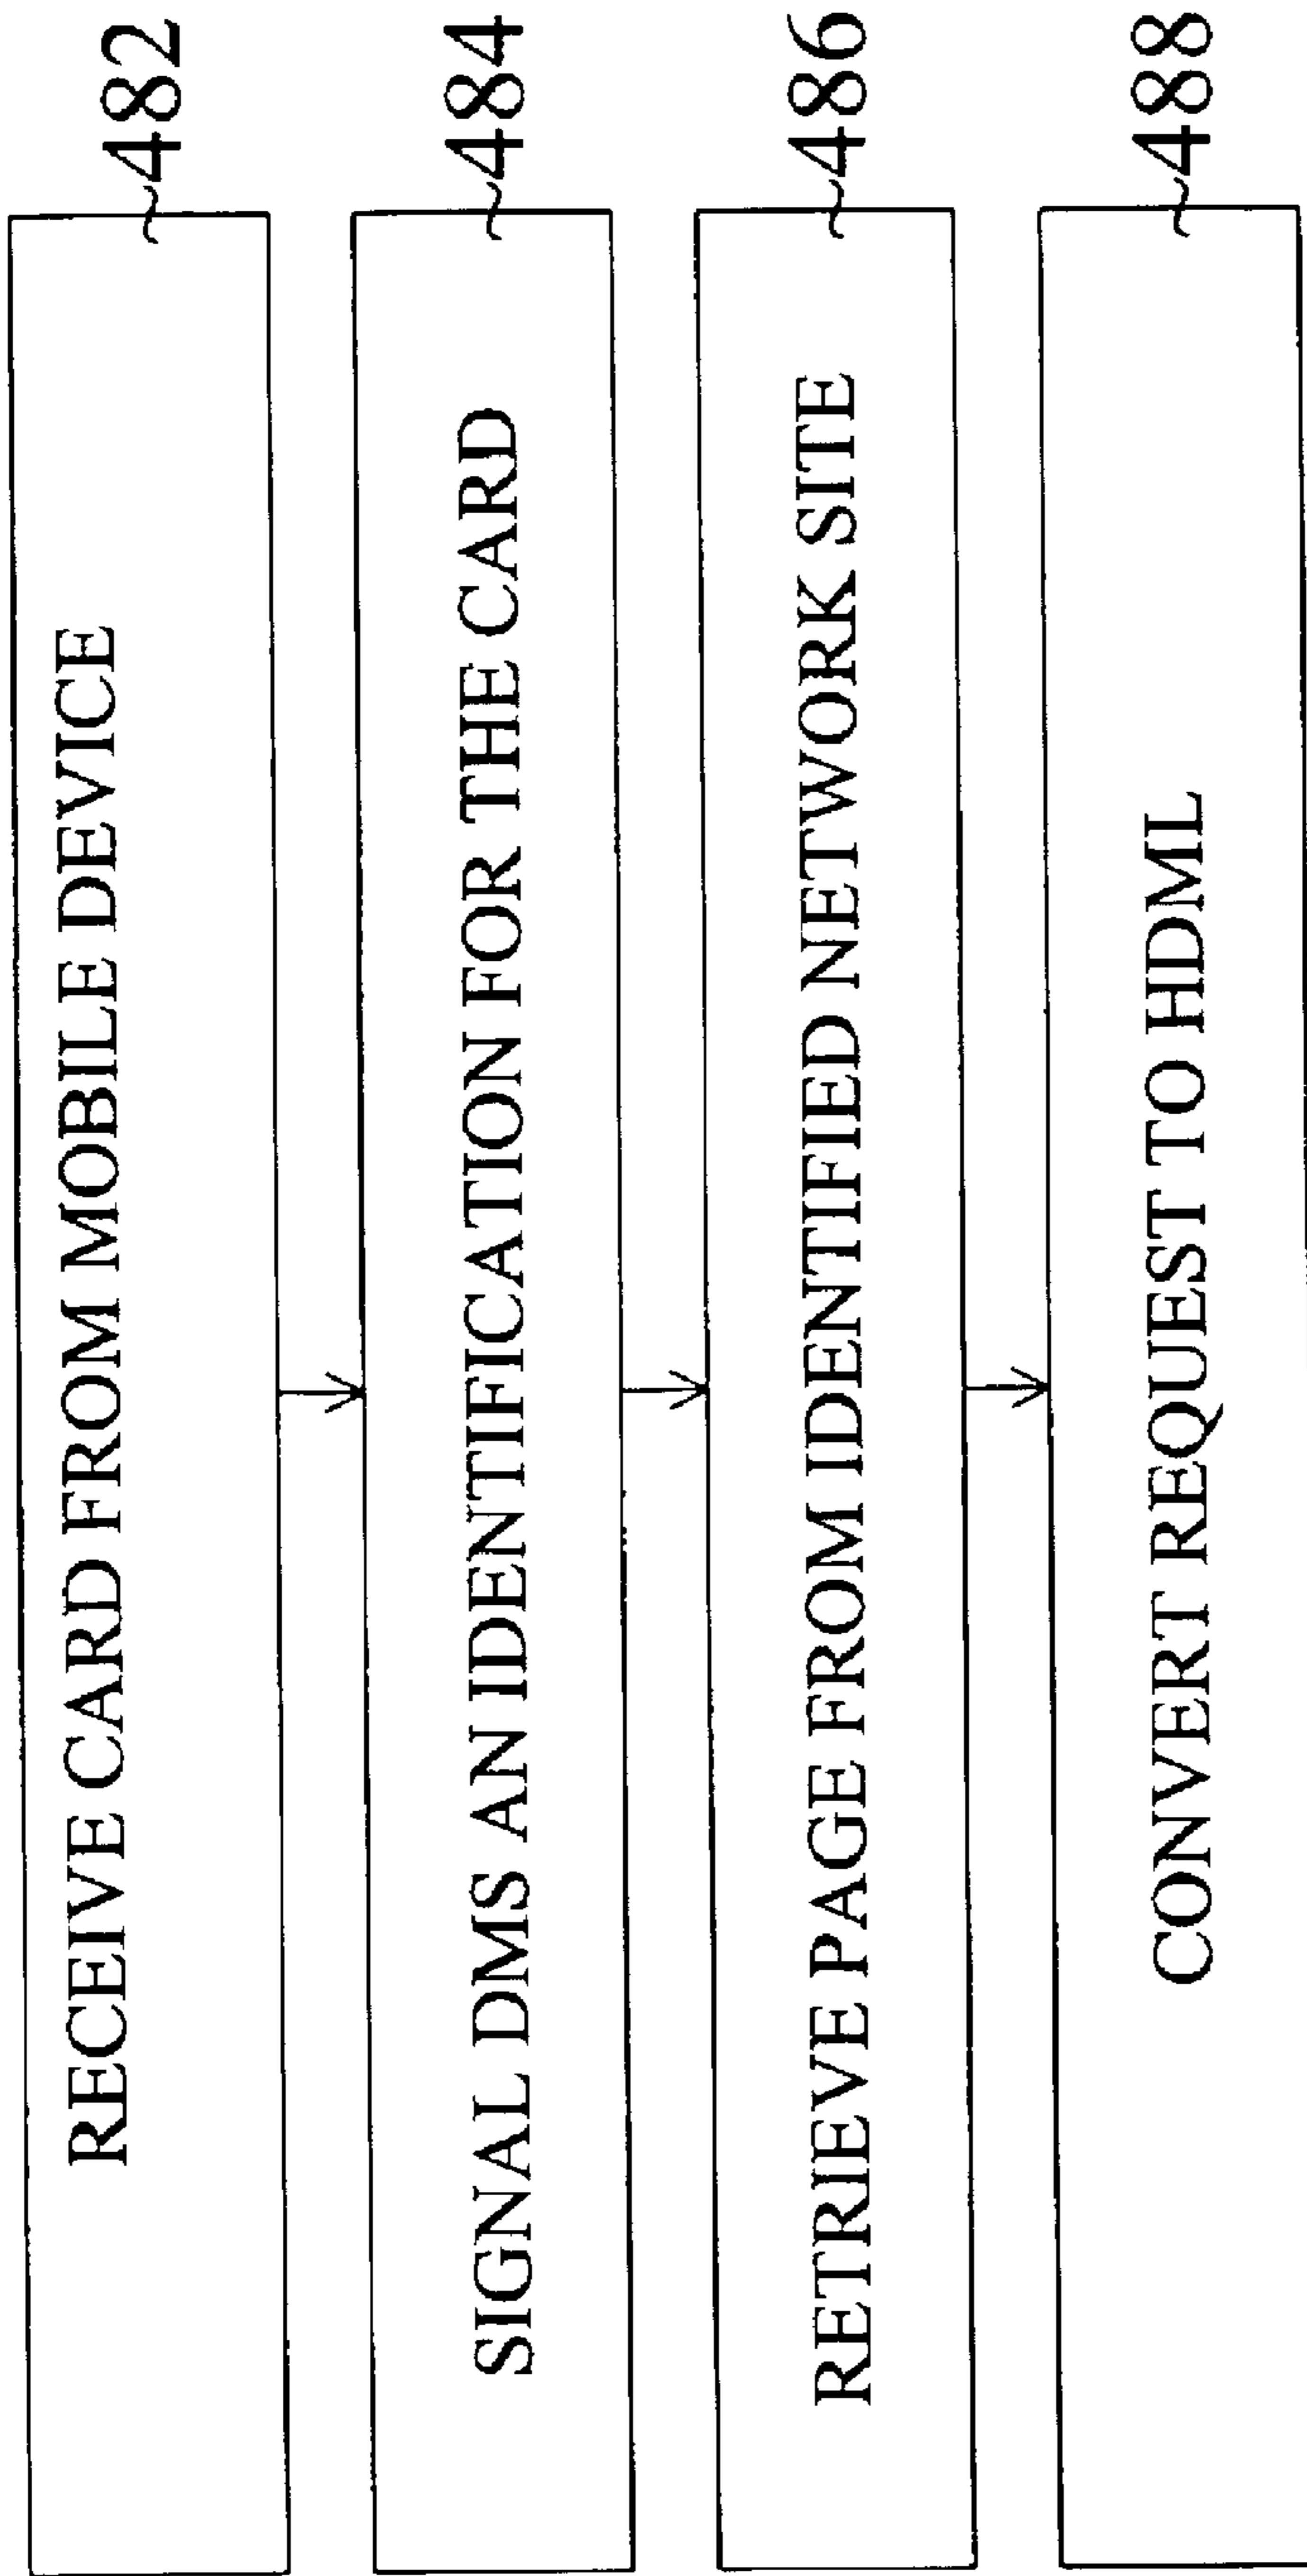 RECEIVE CARD FROM MOBILE DEVICE
~482
SIGNAL DMS AN IDENTIFICATION FOR THE CARD
~484
RETRIEVE PAGE FROM IDENTIFIED NETWORK SITE
~486
CONVERT REQUEST TO HDML
~488